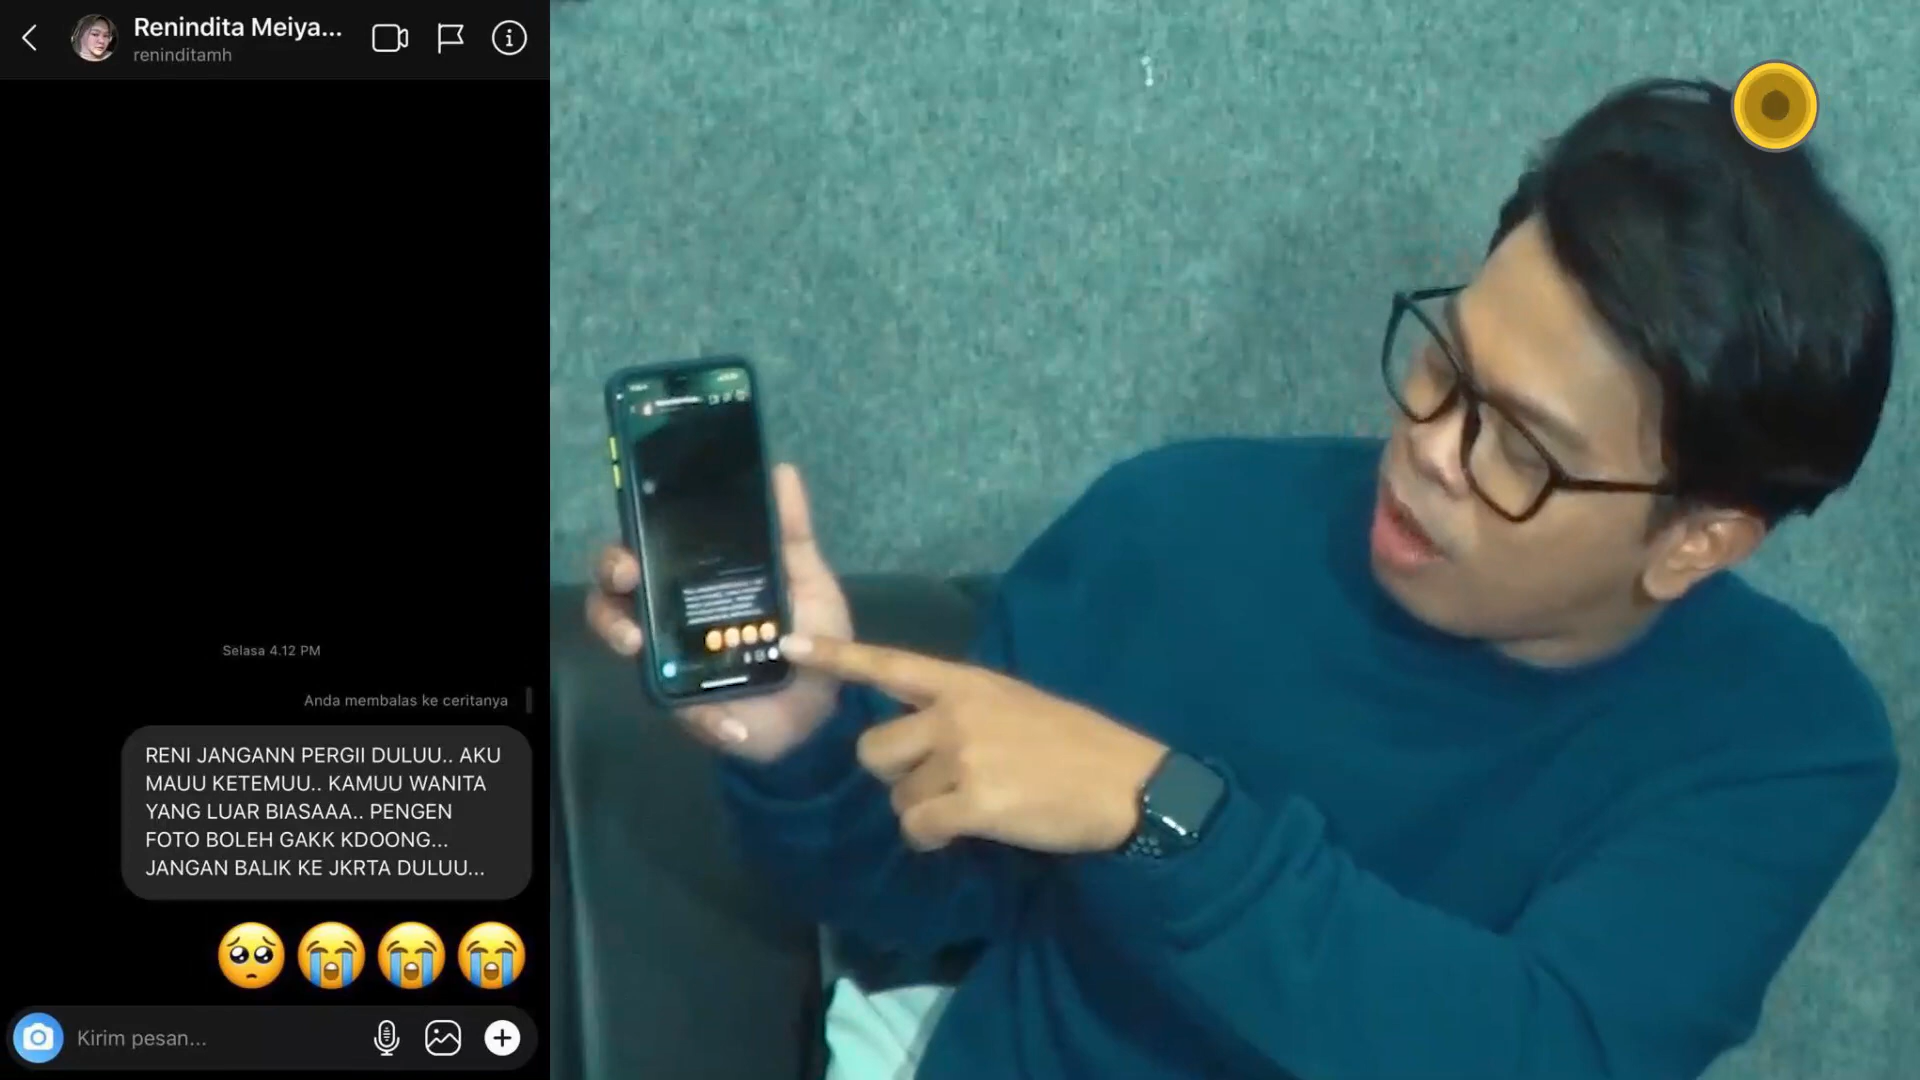 Renindita Meiya...
reninditamh
Selasa 4.12 PM
Anda membalas ke ceritanya
RENI JANGANN PERGII DULUU.. AKU
MAUU KETEMUU.. KAMUU WANITA
YANG LUAR BIASAAA.. PENGEN
FOTO BOLEH GAKK KDOONG...
JANGAN BALIK KE JKRTA DULUU...
Kirim pesan...